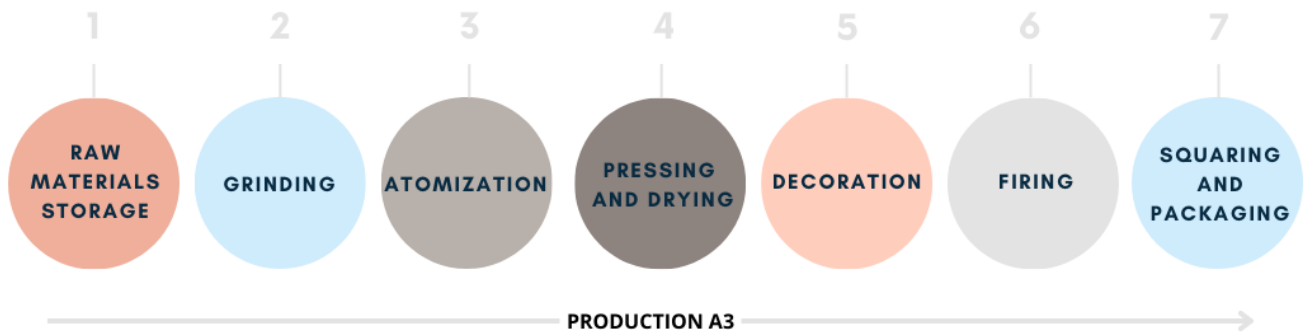 1
2
3
4
5
6
7
RAW
MATERIALS
STORAGE
GRINDING
ATOMIZATION
PRESSING
AND DRYING
DECORATION
FIRING
SQUARING
AND
PACKAGING
PRODUCTION A3